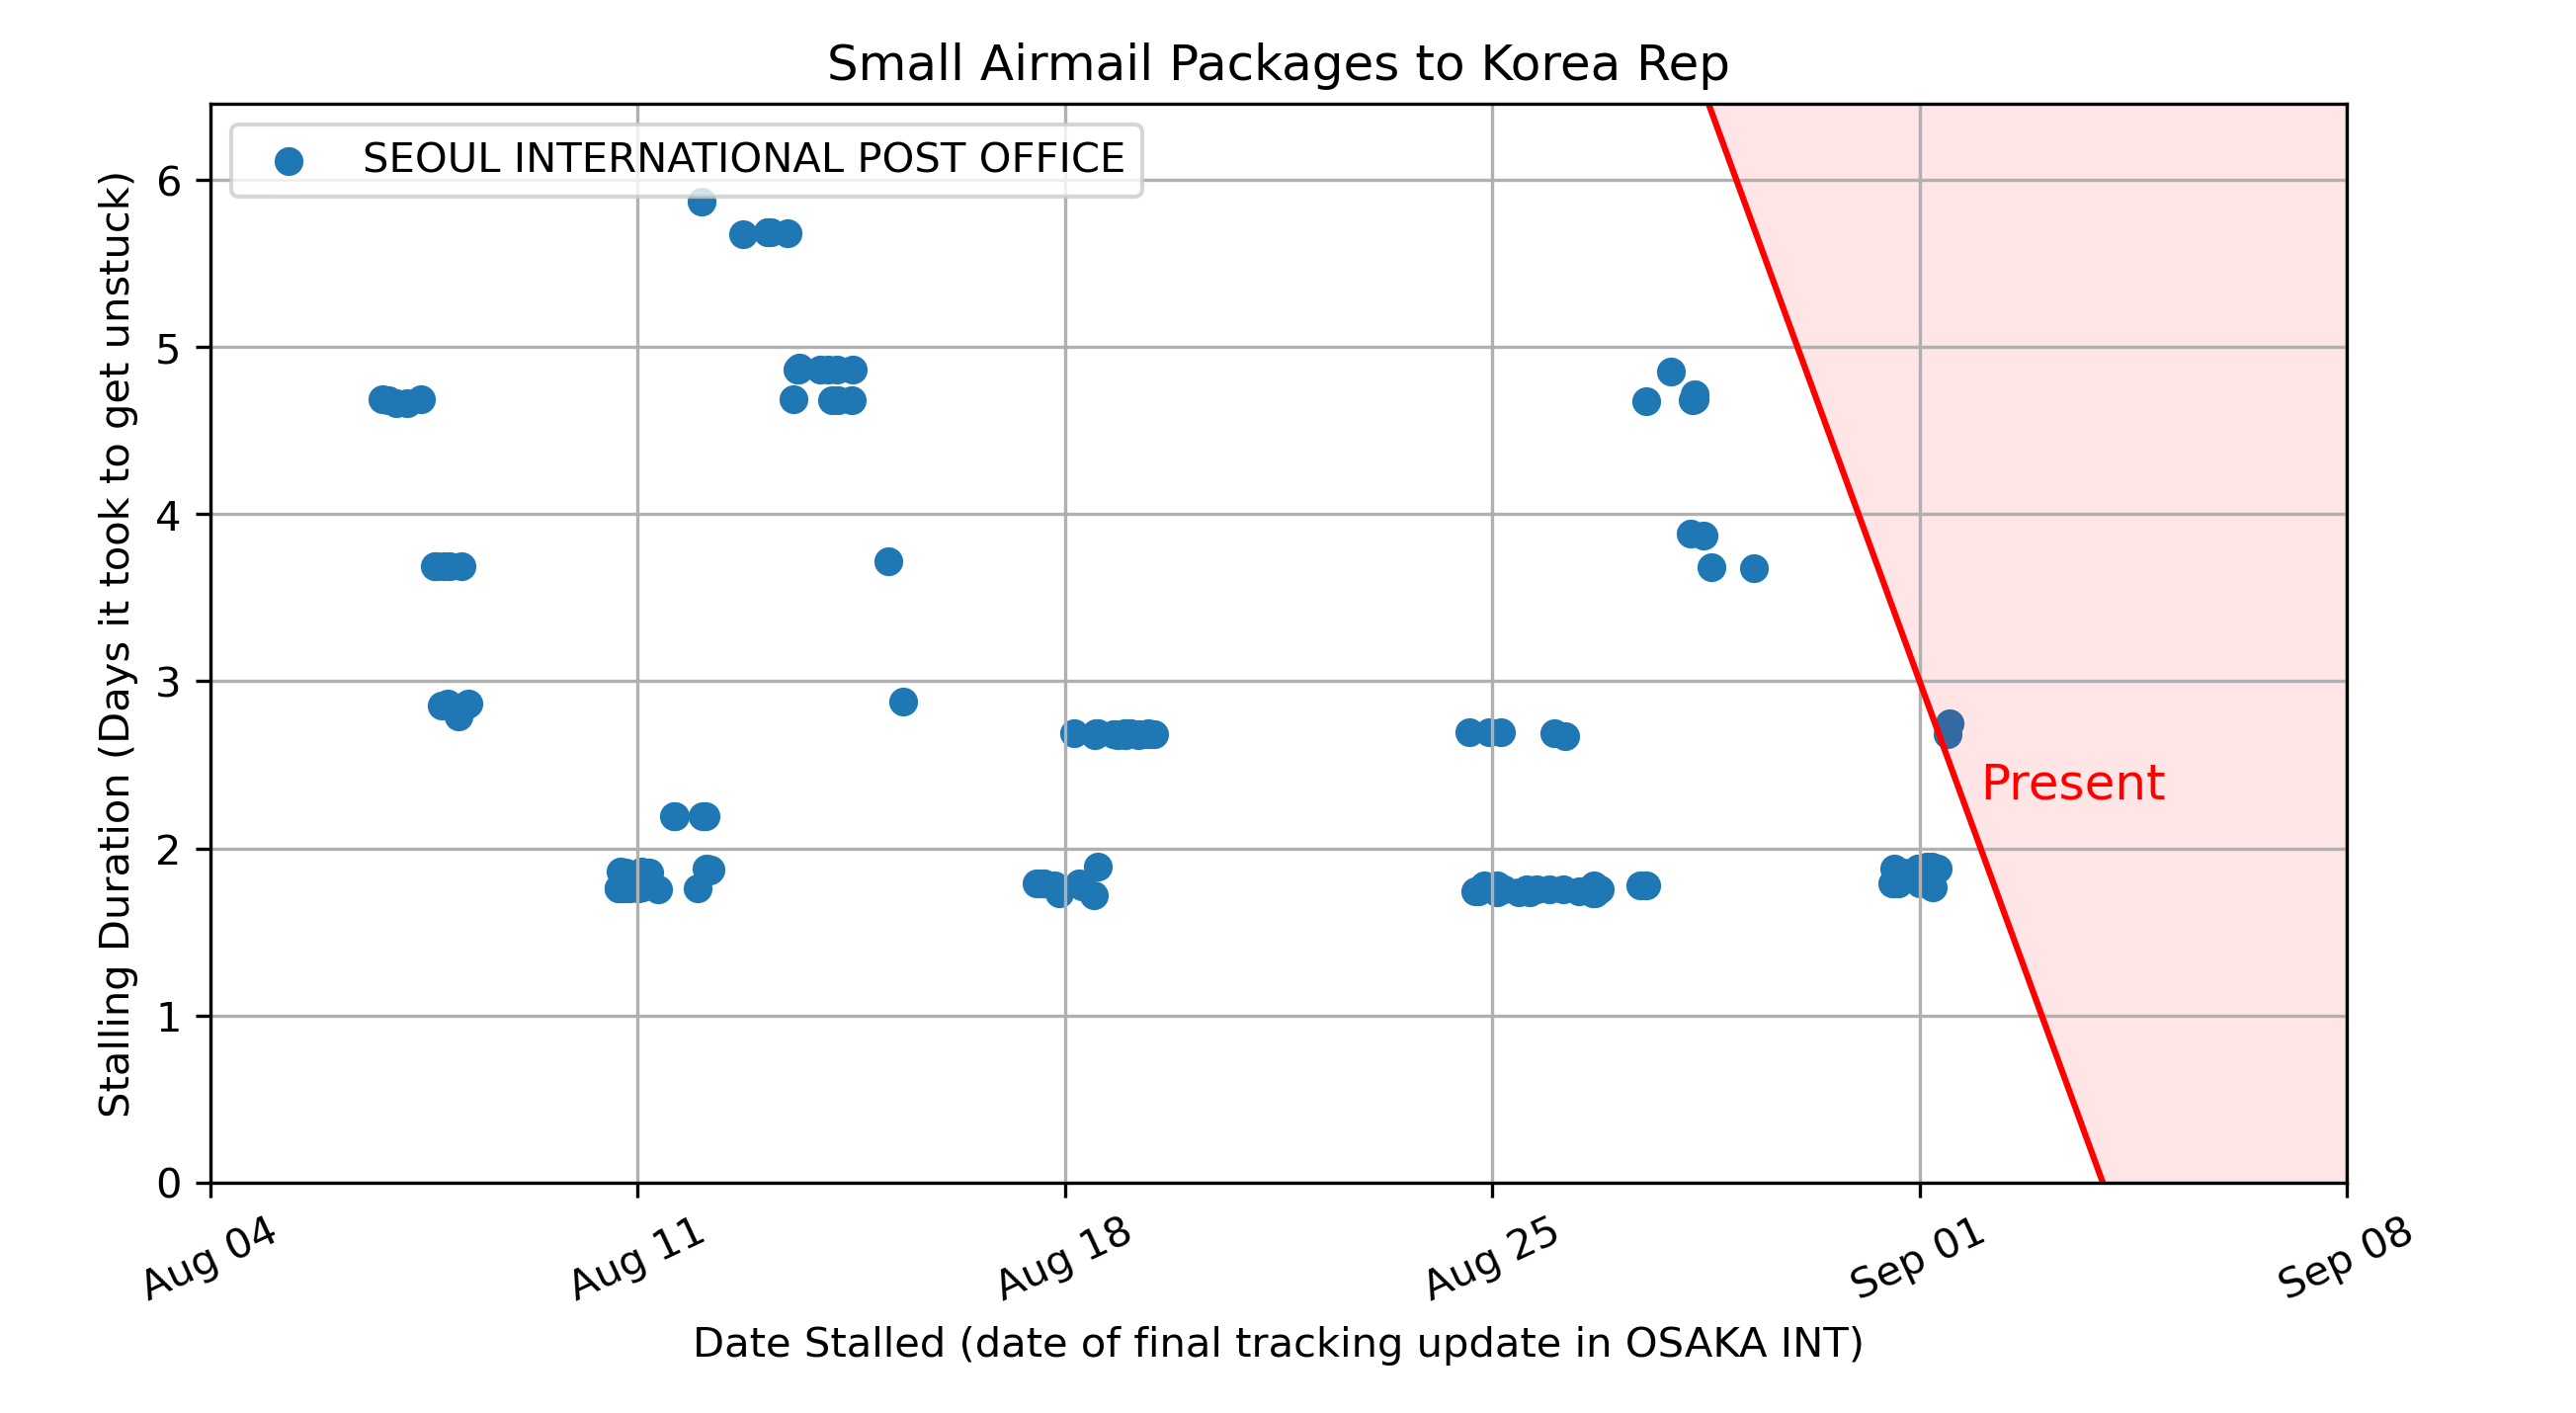 Small Airmail Packages to Korea Rep
SEOUL INTERNATIONAL POST OFFICE
Stalling Duration (Days it took to get unstuck)
6
5
4
3
2
1
0
Present
Aug 04
Aug 11
Aug 18
Aug 25
Sep 01
Sep 08
Date Stalled (date of final tracking update in OSAKA INT)